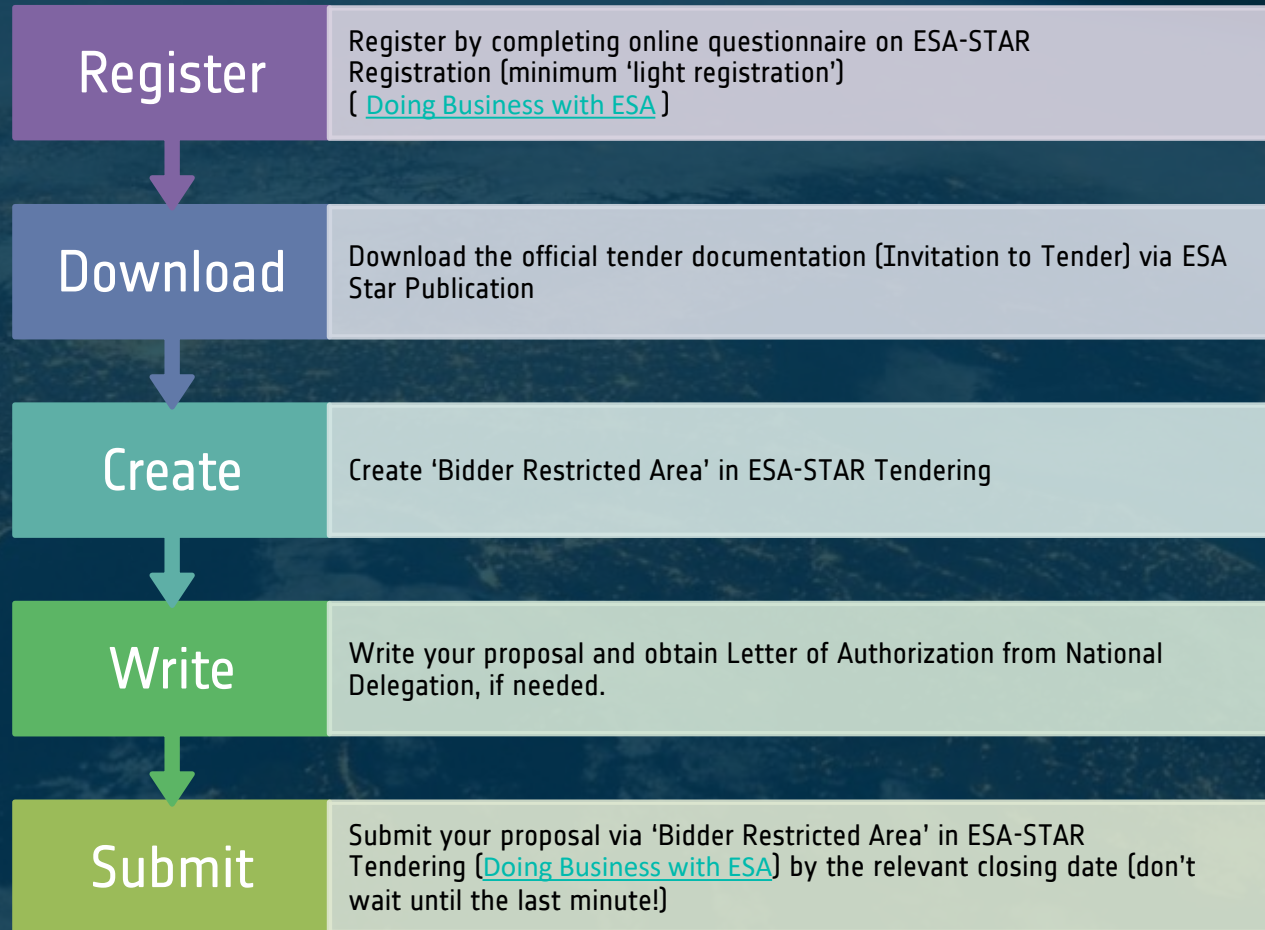 Register
Register by completing online questionnaire on ESA-STAR
Registration (minimum ‘light registration’)
( Doing Business with ESA )
Download
Download the official tender documentation (Invitation to Tender) via ESA
Star Publication
Create
Create ‘Bidder Restricted Area’ in ESA-STAR Tendering
Write
Write your proposal and obtain Letter of Authorization from National
Delegation, if needed.
Submit
Submit your proposal via ‘Bidder Restricted Area’ in ESA-STAR
Tendering (Doing Business with ESA) by the relevant closing date (don’t
wait until the last minute!)